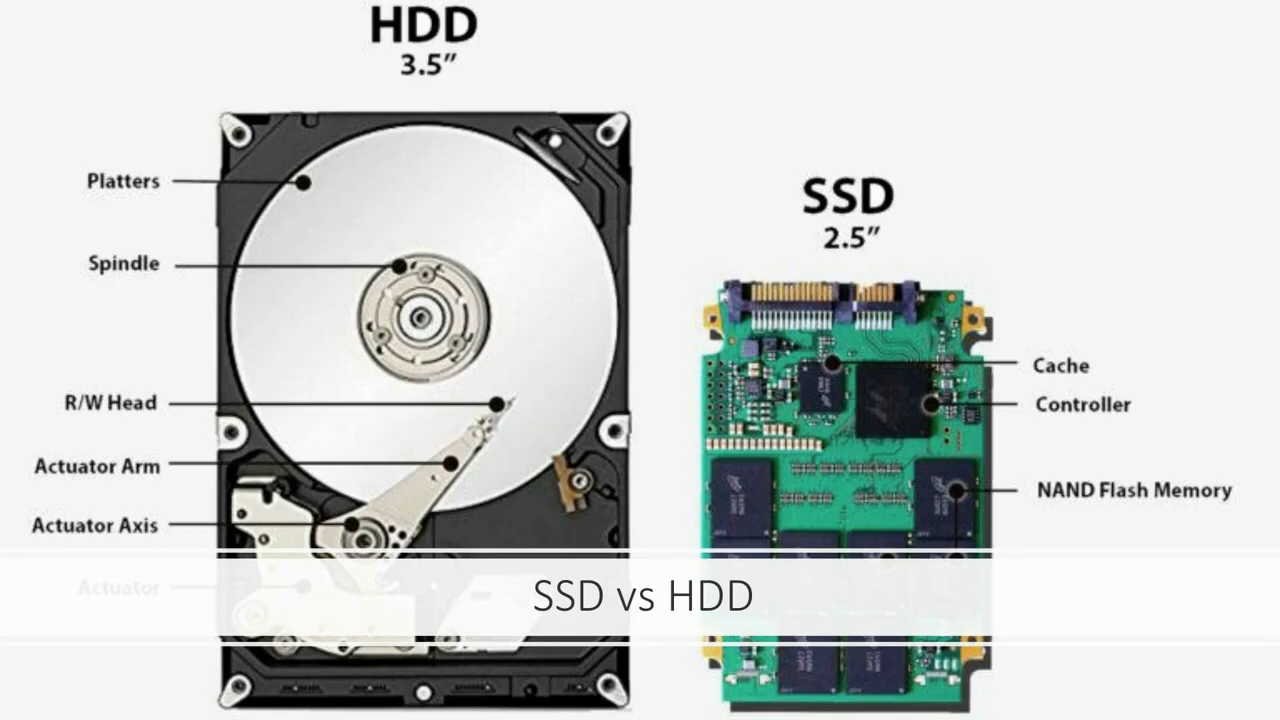 HDD
3.5”
Platters
Spindle
R/W Head
Actuator Arm
Actuator Axis
Actuator
SSD
2.5”
Cache
Controller
NAND Flash Memory
SSD vs HDD